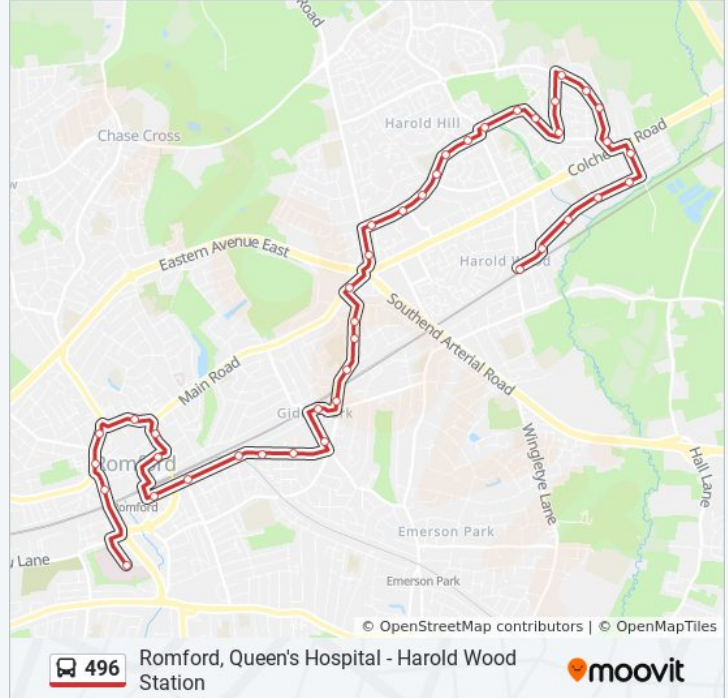 Road
Chase Cross
Harold Hill
Colchester Road
Eastern Avenue East
Harold Wood
Southend Arterial Road
Main Road
Gidea Park
Romford
Romford
Wingletye Lane
Hall Lane
Lane
Emerson Park
Emerson Park
© OpenStreetMap contributors | © OpenMapTiles
496
Romford, Queen's Hospital - Harold Wood
Station
moovit